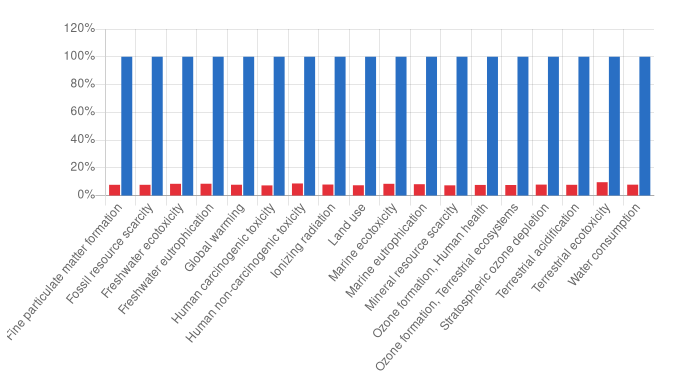 120%
100%
80%
60%
40%
20%
0%
Fine particulate matter formation
Fossil resource scarcity
Freshwater ecotoxicity
Freshwater eutrophication
Global warming
Human carcinogenic toxicity
Human non-carcinogenic toxicity
Ionizing radiation
Land use
Marine ecotoxicity
Marine eutrophication
Mineral resource scarcity
Ozone formation, Human health
Ozone formation, Terrestrial ecosystems
Stratospheric ozone depletion
Terrestrial acidification
Terrestrial ecotoxicity
Water consumption